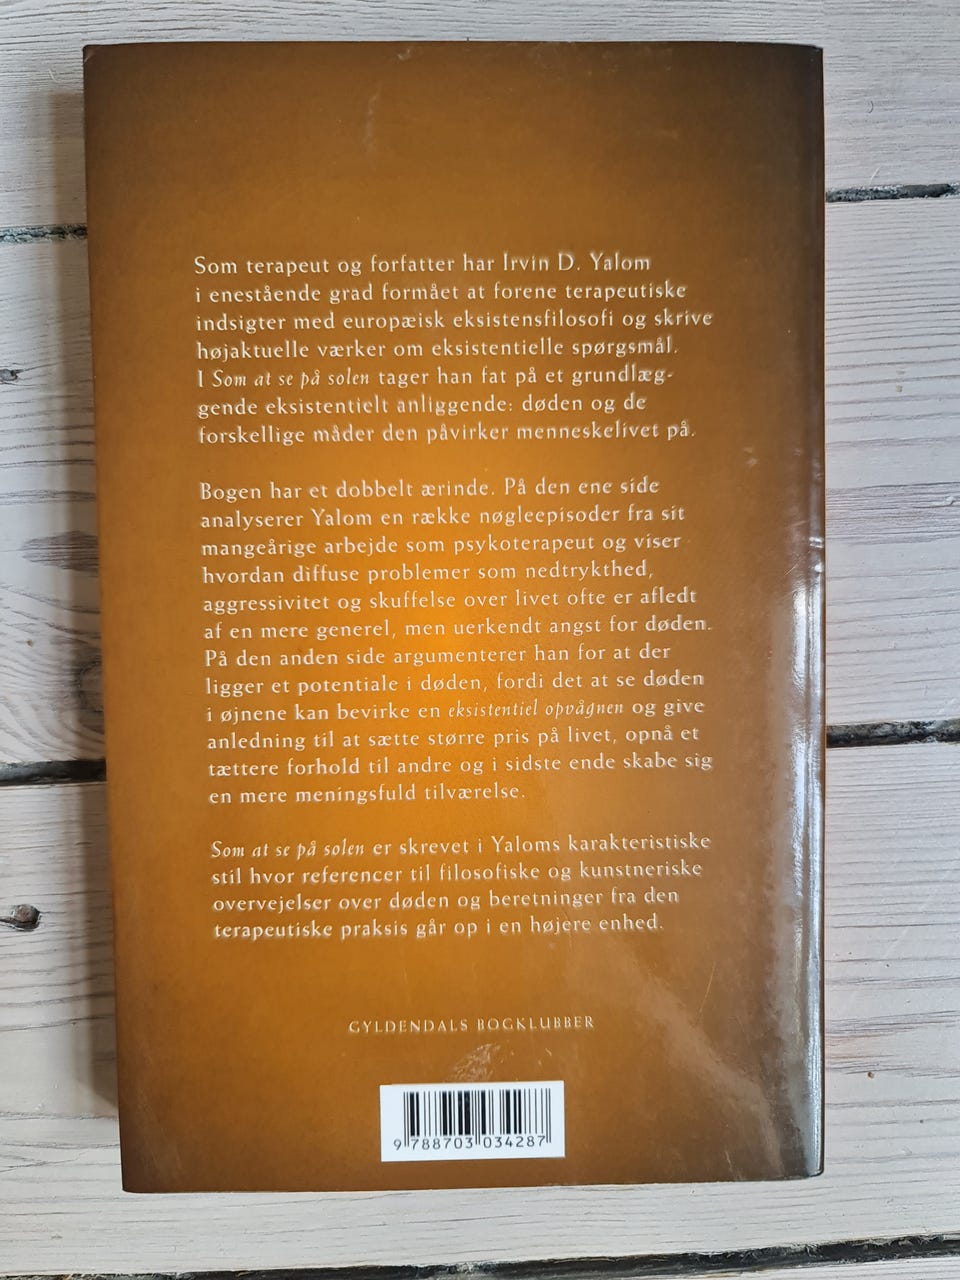 Som terapeut og forfatter har Irvin D. Yalom
i enestående grad formået at forene terapeutiske
indsigter med europæisk eksistensfilosofi og skrive
højaktuelle værker om eksistentielle spørgsmål.
I Som at se på solen tager han fat på et grundlæg-
gende eksistentielt anliggende: døden og de
forskellige måder den påvirker menneskelivet på.
Bogen har et dobbelt ærinde. På den ene side
analyserer Yalom en række nøgleepisoder fra sit
mangeårige arbejde som psykoterapeut og viser
hvordan diffuse problemer som nedtrykthed,
aggressivitet og skuffelse over livet ofte er afledt
af en mere generel, men uerkendt angst for døden.
På den anden side argumenterer han for at der
ligger et potentiale i døden, fordi det at se døden
i øjnene kan bevirke en eksistentiel opvågnen og give
anledning til at sætte større pris på livet, opnå et
tættere forhold til andre og i sidste ende skabe sig
en mere meningsfuld tilværelse.
Som at se på solen er skrevet i Yaloms karakteristiske
stil hvor referencer til filosofiske og kunstneriske
overvejelser over døden og beretninger fra den
terapeutiske praksis går op i en højere enhed.
GYLDENDALS BOGKLUBBER
9 788703 034287